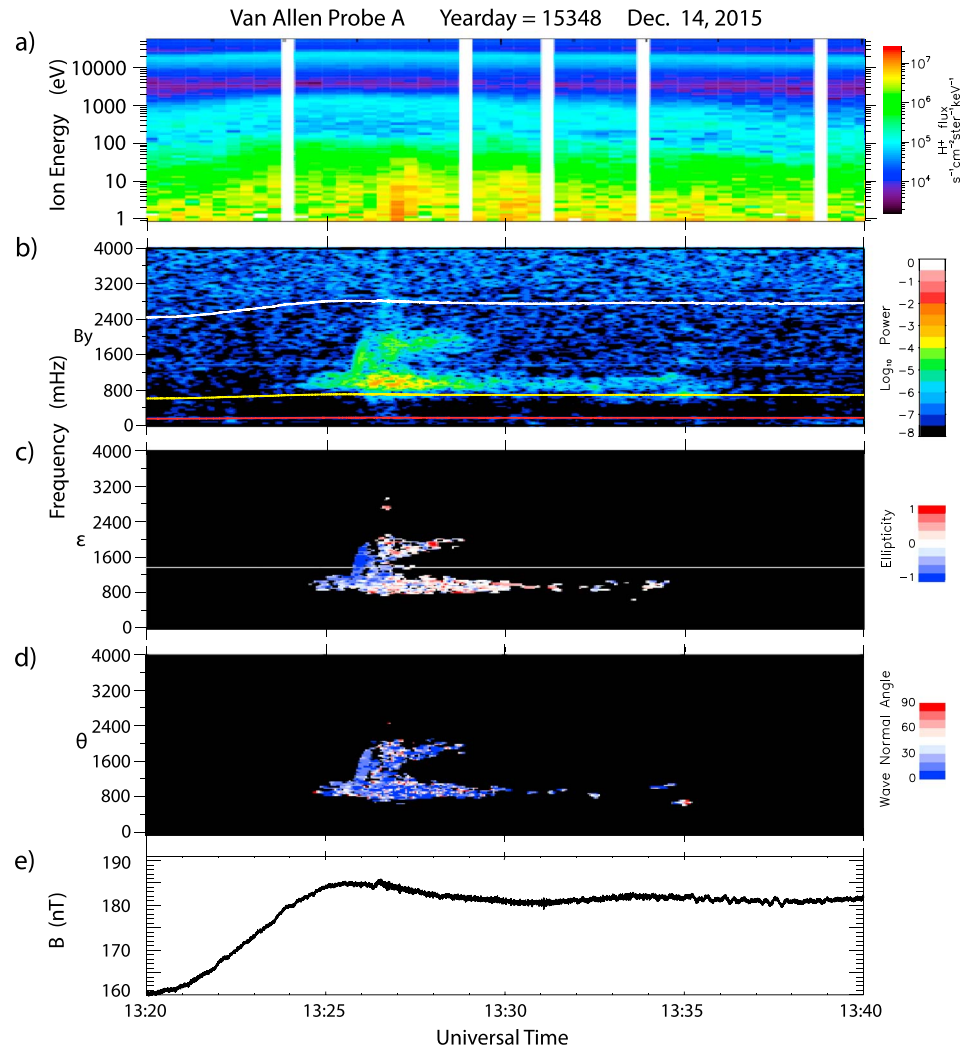 Van Allen Probe A Yearday = 15348 Dec. 14, 2015
a)
Ion Energy (eV)
10000
1000
100
10
1
10⁷
10⁶
10⁵
10⁴
H+ flux
s⁻¹cm⁻²ster⁻¹keV⁻¹
b)
By
Frequency (mHz)
4000
3200
2400
1600
800
0
0
−1
−2
−3
−4
−5
−6
−7
−8
Log₁₀ Power
c)
ε
4000
3200
2400
1600
800
0
Ellipticity
1
0
−1
d)
θ
4000
3200
2400
1600
800
0
Wave Normal Angle
90
60
30
0
e)
B (nT)
190
180
170
160
13:20 13:25 13:30 13:35 13:40
Universal Time